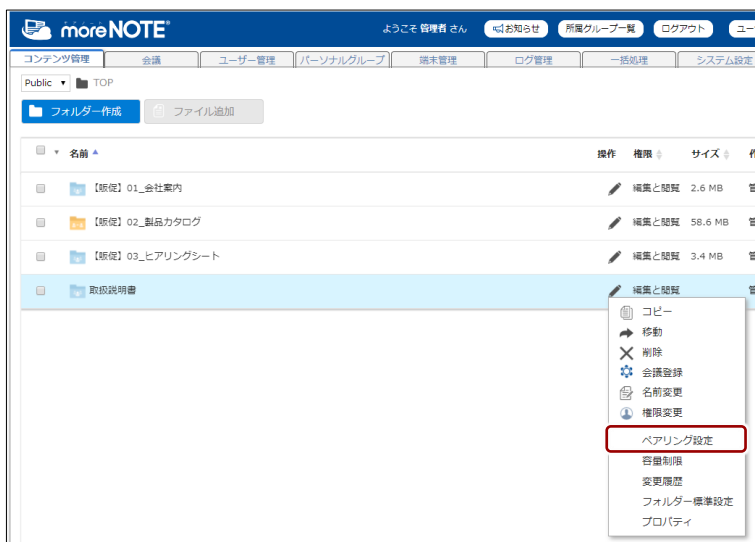 moreNOTE ようこそ 管理者 さん お知らせ 所属グループ一覧 ログアウト ユー
コンテンツ管理 会議 ユーザー管理 パーソナルグループ 端末管理 ログ管理 一括処理 システム設定
Public TOP
フォルダー作成 ファイル追加
名前 操作 権限 サイズ
【販促】01_会社案内 編集と閲覧 2.6 MB
【販促】02_製品カタログ 編集と閲覧 58.6 MB
【販促】03_ヒアリングシート 編集と閲覧 3.4 MB
取扱説明書 編集と閲覧
コピー
移動
削除
会議登録
名前変更
権限変更
ペアリング設定
容量制限
変更履歴
フォルダー標準設定
プロパティ